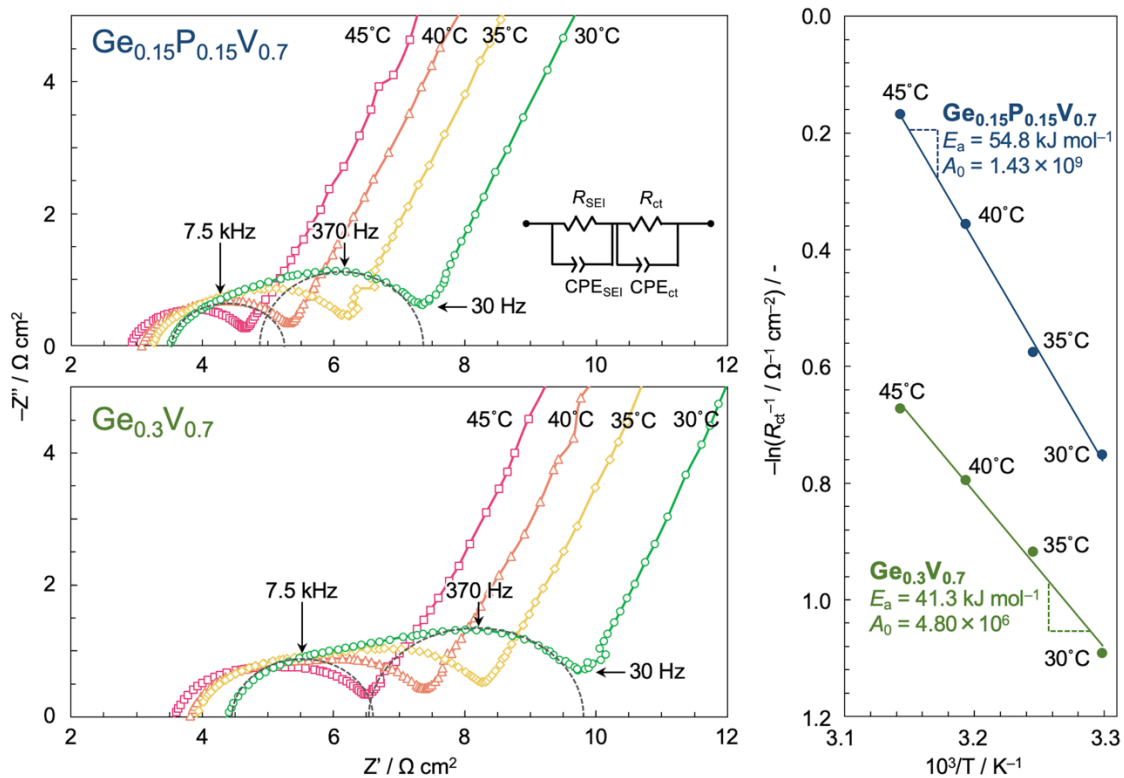 Ge0.15P0.15V0.7
45˚C
40˚C
35˚C
30˚C
7.5 kHz
370 Hz
30 Hz
RSEI
Rct
CPESEI
CPEct
4
2
0
2
4
6
8
10
12
–Z″ / Ω cm2
Ge0.3V0.7
45˚C
40˚C
35˚C
30˚C
7.5 kHz
370 Hz
30 Hz
4
2
0
2
4
6
8
10
12
Z′ / Ω cm2
0.0
0.2
0.4
0.6
0.8
1.0
1.2
–ln(Rct–1 / Ω–1 cm–2) / -
45˚C
Ge0.15P0.15V0.7
Ea = 54.8 kJ mol–1
A0 = 1.43 × 109
40˚C
35˚C
30˚C
45˚C
40˚C
35˚C
Ge0.3V0.7
Ea = 41.3 kJ mol–1
A0 = 4.80 × 106
30˚C
3.1
3.2
3.3
103/T / K–1